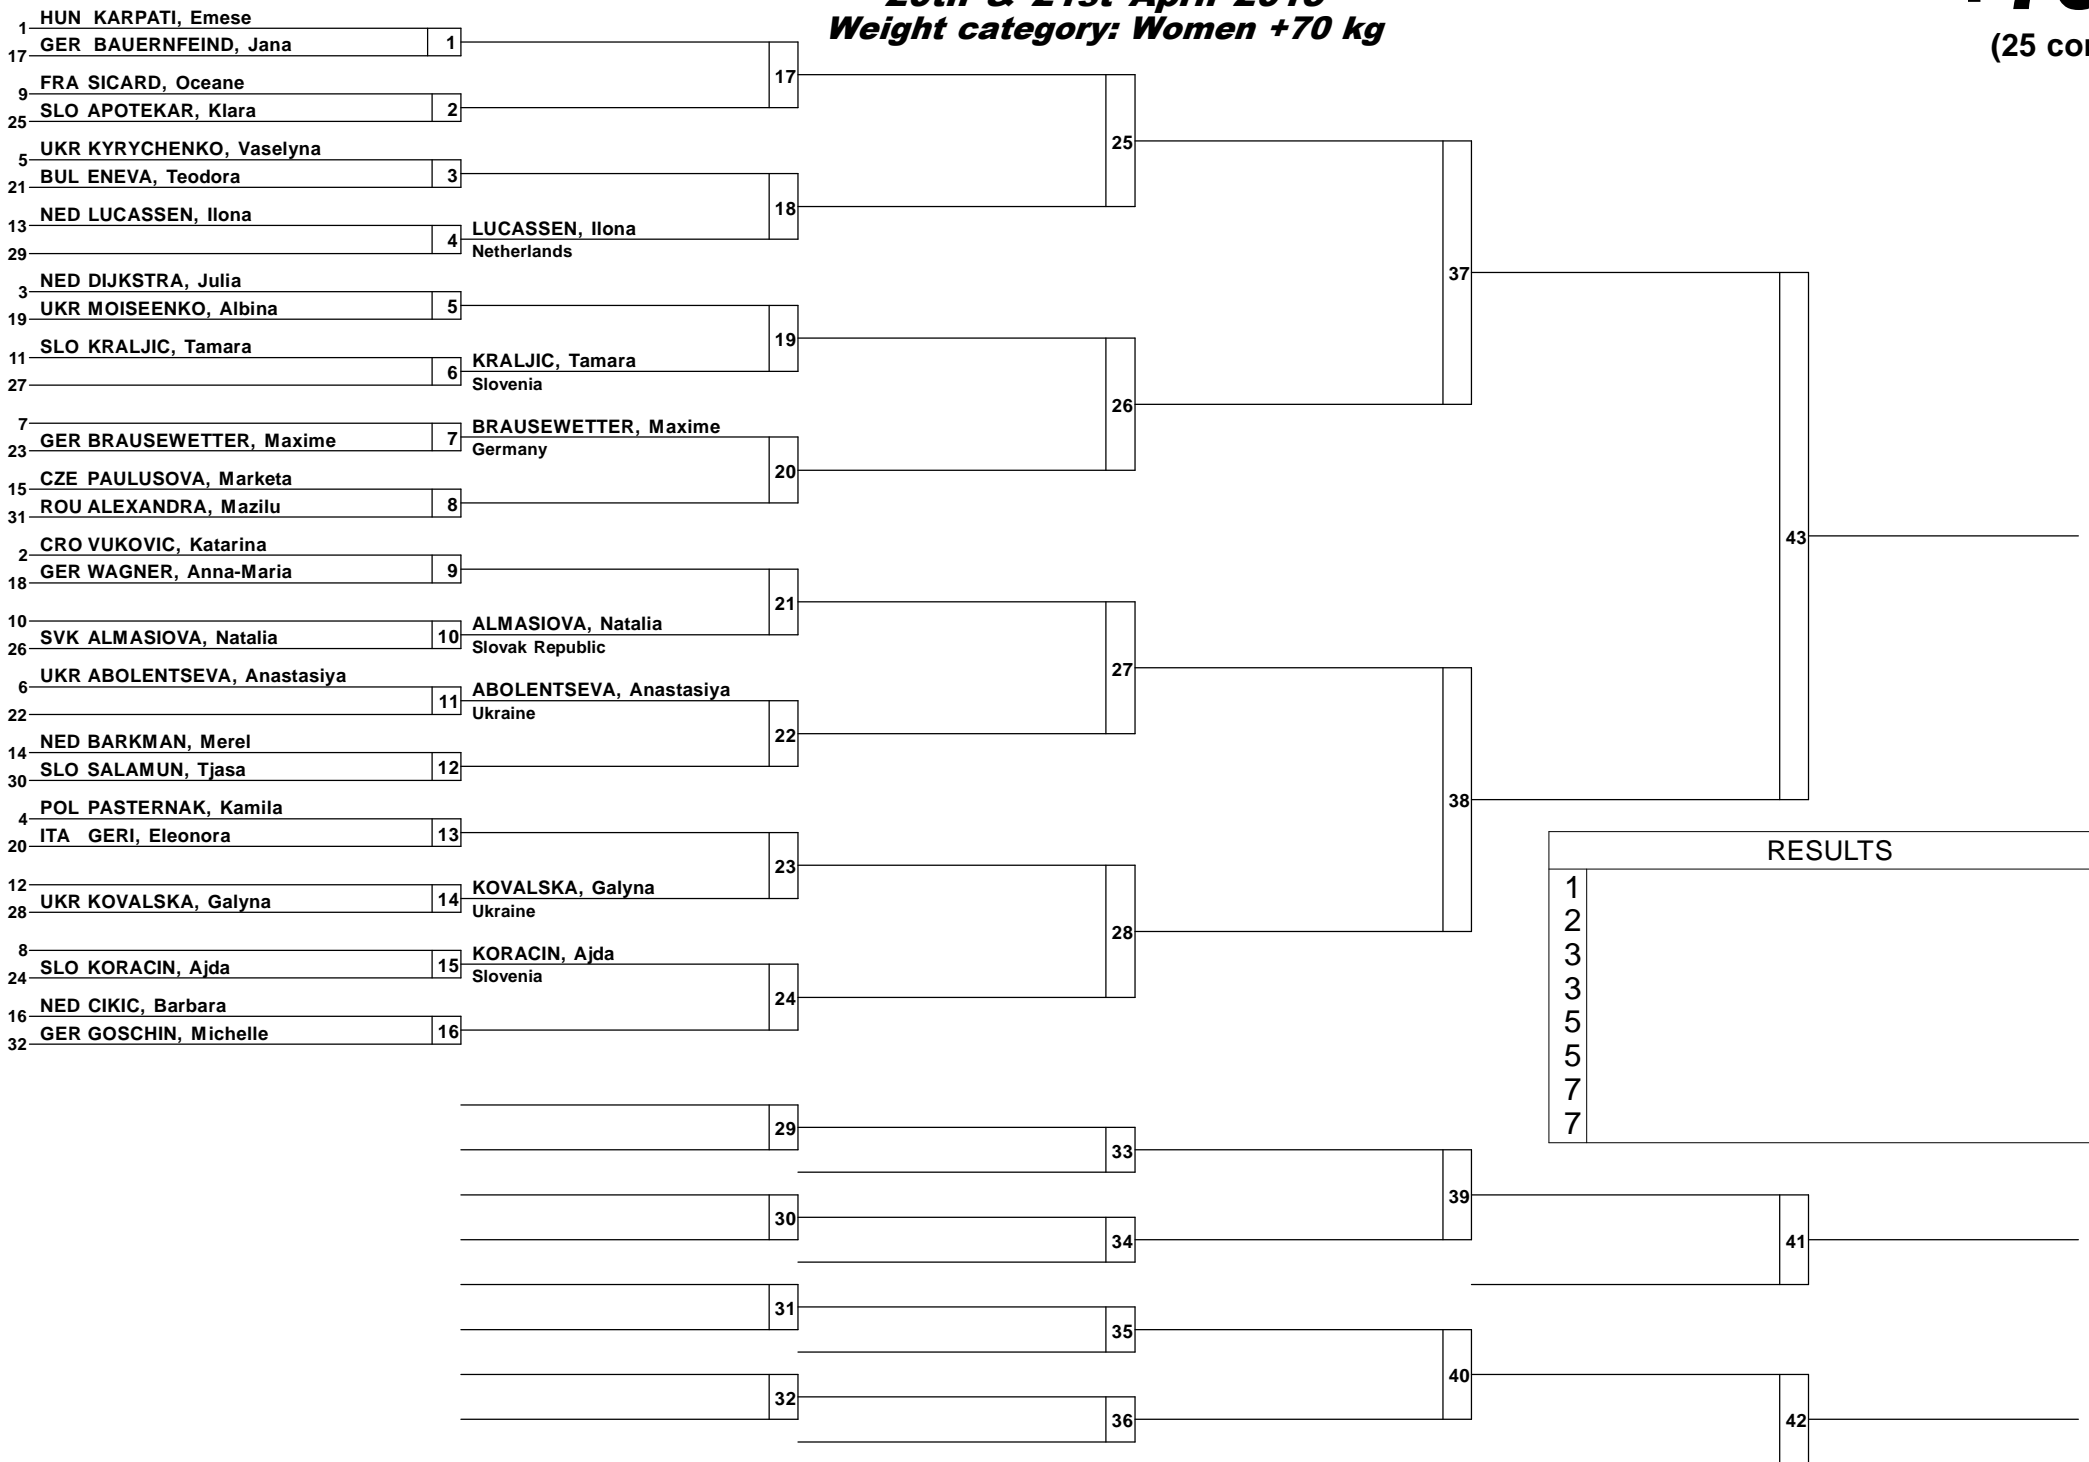 Weight category: Women +70 kg
(25 co
1 HUN KARPATI, Emese
17 GER BAUERNFEIND, Jana 1
9 FRA SICARD, Oceane
25 SLO APOTEKAR, Klara 2
5 UKR KYRYCHENKO, Vaselyna
21 BUL ENEVA, Teodora 3
13 NED LUCASSEN, Ilona
29 4
LUCASSEN, Ilona
Netherlands
3 NED DIJKSTRA, Julia
19 UKR MOISEENKO, Albina 5
11 SLO KRALJIC, Tamara
27 6
KRALJIC, Tamara
Slovenia
7
23 GER BRAUSEWETTER, Maxime 7
BRAUSEWETTER, Maxime
Germany
15 CZE PAULUSOVA, Marketa
31 ROU ALEXANDRA, Mazilu 8
2 CRO VUKOVIC, Katarina
18 GER WAGNER, Anna-Maria 9
10
26 SVK ALMASIOVA, Natalia 10
ALMASIOVA, Natalia
Slovak Republic
6 UKR ABOLENTSEVA, Anastasiya
22 11
ABOLENTSEVA, Anastasiya
Ukraine
14 NED BARKMAN, Merel
30 SLO SALAMUN, Tjasa 12
4 POL PASTERNAK, Kamila
20 ITA GERI, Eleonora 13
12
28 UKR KOVALSKA, Galyna 14
KOVALSKA, Galyna
Ukraine
8
24 SLO KORACIN, Ajda 15
KORACIN, Ajda
Slovenia
16 NED CIKIC, Barbara
32 GER GOSCHIN, Michelle 16
17
18
19
20
21
22
23
24
25
26
27
28
37
38
43
RESULTS
1
2
3
3
5
5
7
7
29
30
31
32
33
34
35
36
39
40
41
42